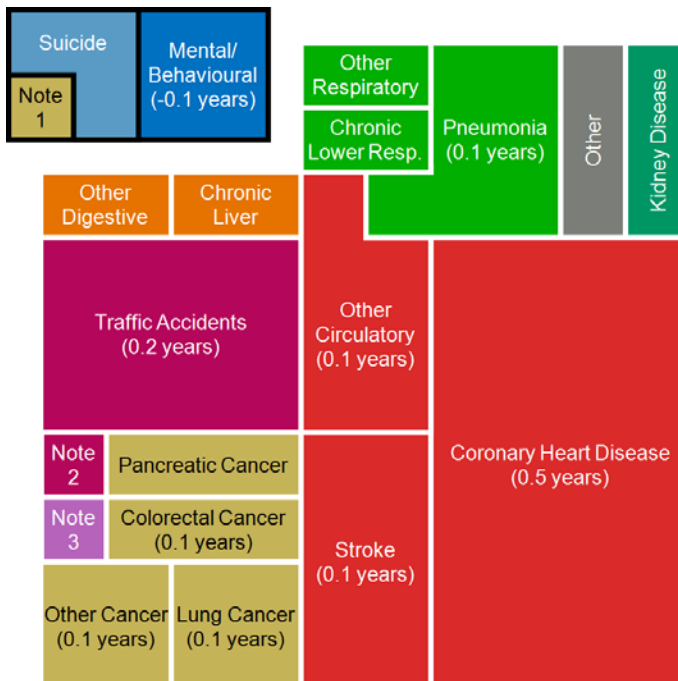 Suicide
Note
1
Mental/
Behavioural
(-0.1 years)
Other
Respiratory
Chronic
Lower Resp.
Pneumonia
(0.1 years)
Other
Kidney Disease
Other
Digestive
Chronic
Liver
Traffic Accidents
(0.2 years)
Other
Circulatory
(0.1 years)
Coronary Heart Disease
(0.5 years)
Note
2
Pancreatic Cancer
Note
3
Colorectal Cancer
(0.1 years)
Stroke
(0.1 years)
Other Cancer
(0.1 years)
Lung Cancer
(0.1 years)